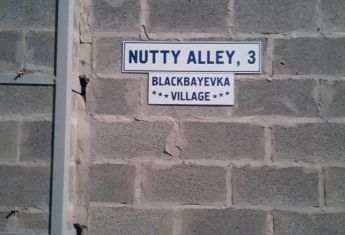 NUTTY ALLEY, 3
BLACKBAYEVKA
*** VILLAGE ***